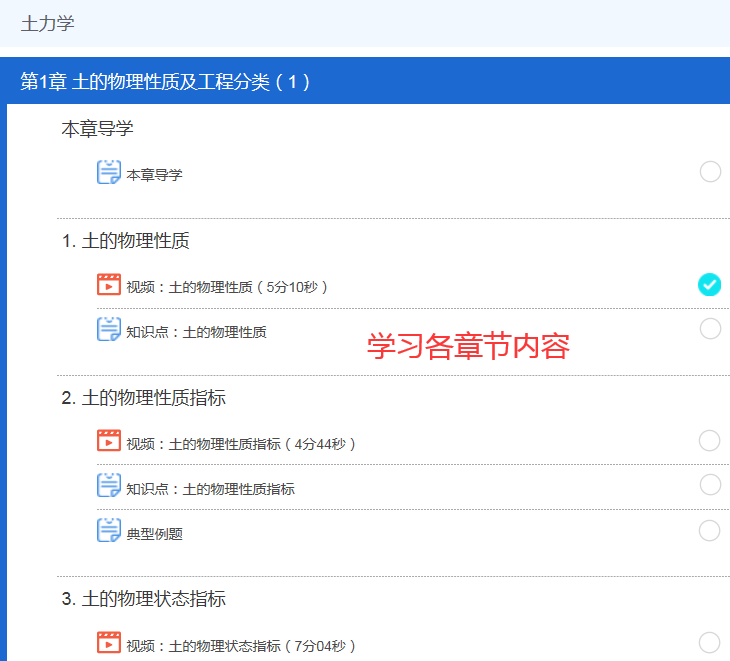 土力学
第1章 土的物理性质及工程分类（1）
本章导学
本章导学
1. 土的物理性质
视频：土的物理性质（5分10秒）
知识点：土的物理性质
学习各章节内容
2. 土的物理性质指标
视频：土的物理性质指标（4分44秒）
知识点：土的物理性质指标
典型例题
3. 土的物理状态指标
视频：土的物理状态指标（7分04秒）